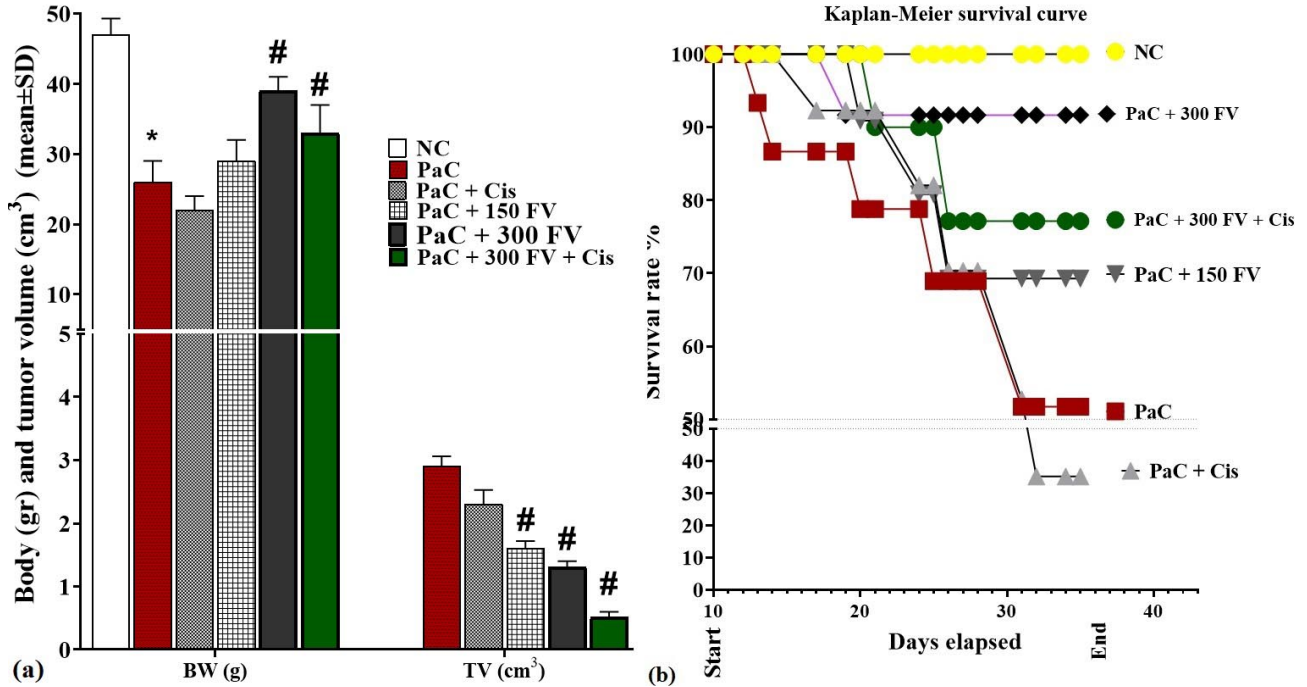 Body (gr) and tumor volume (cm³) (mean±SD)
50
40
30
20
10
5
4
3
2
1
0
*
#
#
#
#
#
NC
PaC
PaC + Cis
PaC + 150 FV
PaC + 300 FV
PaC + 300 FV + Cis
BW (g)
TV (cm³)
(a)
Kaplan-Meier survival curve
Survival rate %
100
90
80
70
60
50
50
40
30
20
10
0
NC
PaC + 300 FV
PaC + 300 FV + Cis
PaC + 150 FV
PaC
PaC + Cis
10
20
30
40
Start
Days elapsed
End
(b)